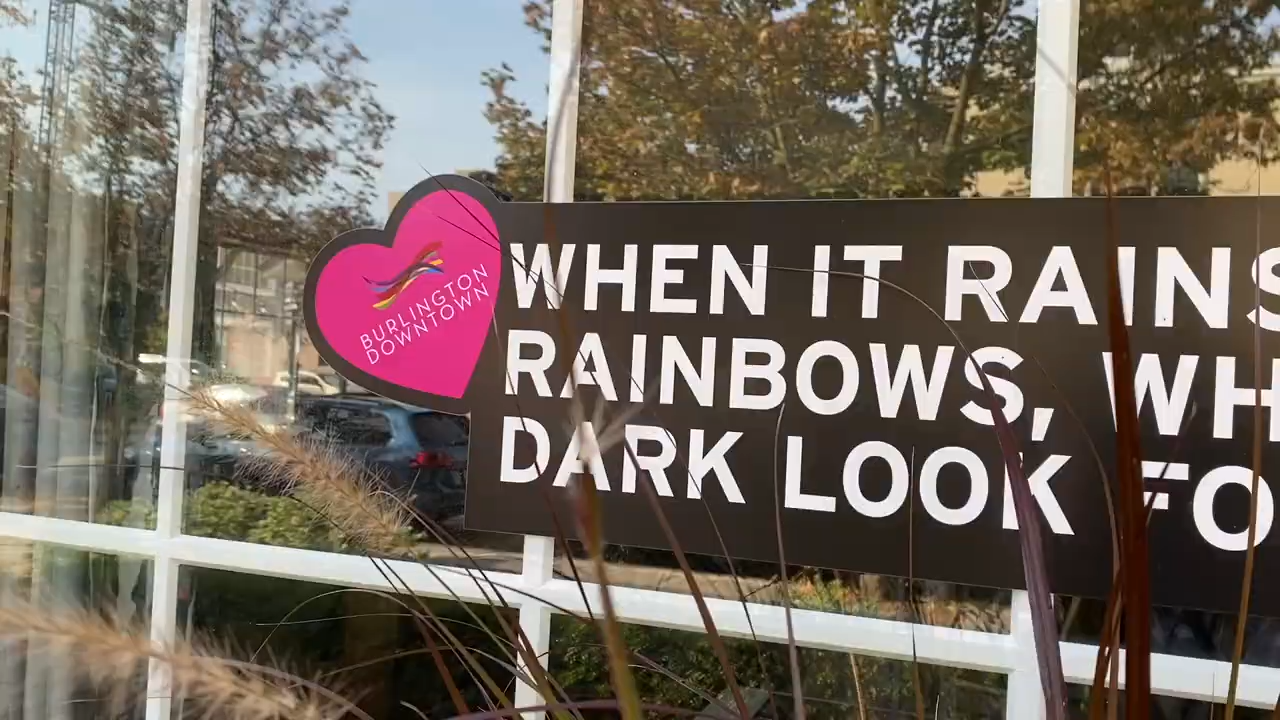 BURLINGTON
DOWNTOWN
WHEN IT RAINS
RAINBOWS, WH
DARK LOOK FO